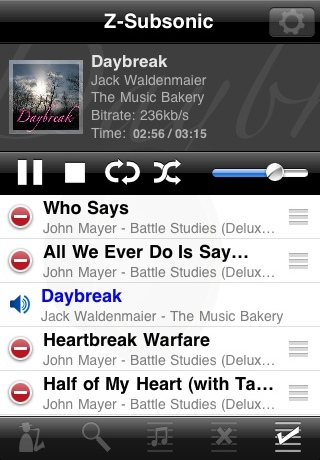 Z-Subsonic
Daybreak
Daybreak
Jack Waldenmaier
The Music Bakery
Bitrate: 236kb/s
Time: 02:56 / 03:15
Who Says
John Mayer - Battle Studies (Delux...
All We Ever Do Is Say...
John Mayer - Battle Studies (Delux...
Daybreak
Jack Waldenmaier - The Music Bakery
Heartbreak Warfare
John Mayer - Battle Studies (Delux...
Half of My Heart (with Ta...
John Mayer - Battle Studies (Delux...